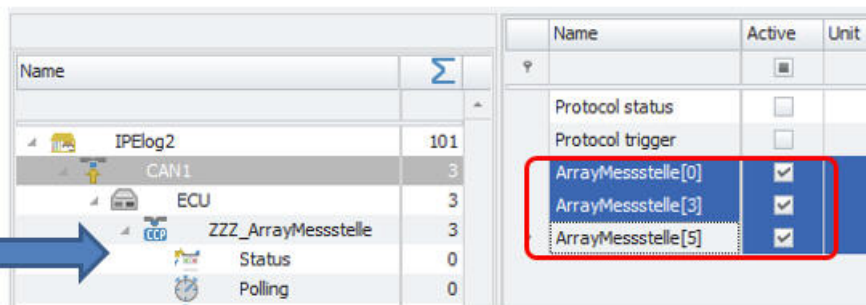 Name Σ
IPElog2 101
CAN1 3
ECU 3
CCP ZZZ_ArrayMessstelle 3
Status 0
Polling 0
Name Active Unit
Protocol status
Protocol trigger
ArrayMessstelle[0]
ArrayMessstelle[3]
ArrayMessstelle[5]